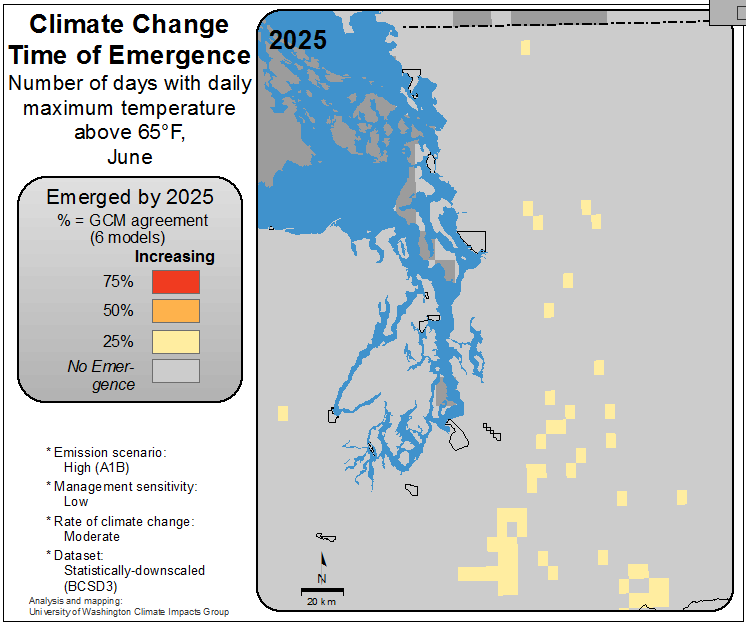 Climate Change
Time of Emergence
Number of days with daily
maximum temperature
above 65°F,
June
2025
Emerged by 2025
% = GCM agreement
(6 models)
Increasing
75%
50%
25%
No Emer-
gence
* Emission scenario:
High (A1B)
* Management sensitivity:
Low
* Rate of climate change:
Moderate
* Dataset:
Statistically-downscaled
(BCSD3)
Analysis and mapping:
University of Washington Climate Impacts Group
N
20 km